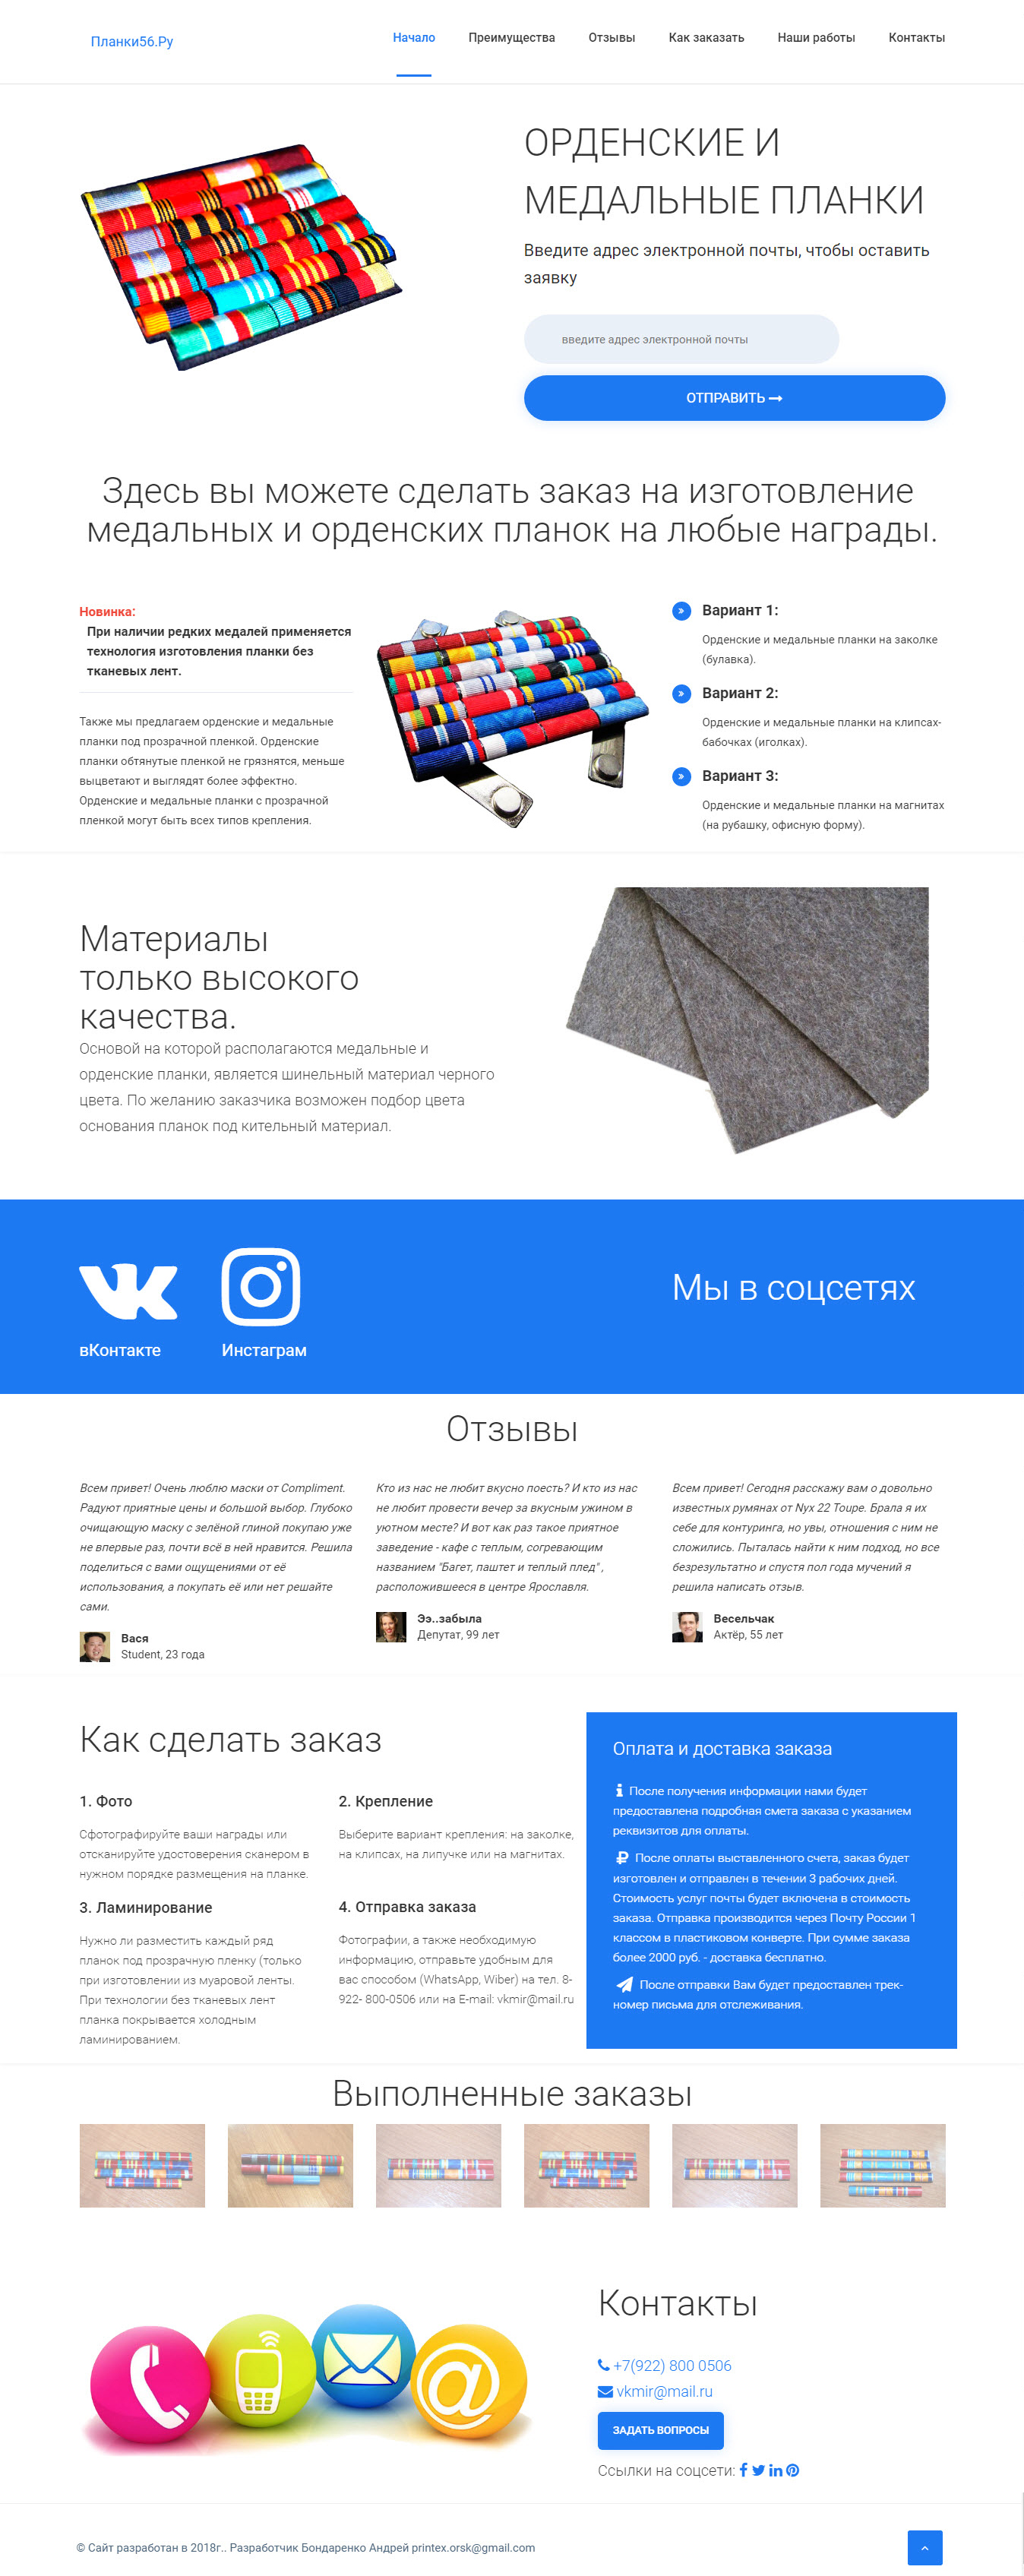 Планки56.Ру
Начало
Преимущества
Отзывы
Как заказать
Наши работы
Контакты
ОРДЕНСКИЕ И
МЕДАЛЬНЫЕ ПЛАНКИ
Введите адрес электронной почты, чтобы оставить
заявку
введите адрес электронной почты
ОТПРАВИТЬ
Здесь вы можете сделать заказ на изготовление
медальных и орденских планок на любые награды.
Новинка:
При наличии редких медалей применяется
технология изготовления планки без
тканевых лент.
Также мы предлагаем орденские и медальные
планки под прозрачной пленкой. Орденские
планки обтянутые пленкой не грязнятся, меньше
выцветают и выглядят более эффектно.
Орденские и медальные планки с прозрачной
пленкой могут быть всех типов крепления.
Вариант 1:
Орденские и медальные планки на заколке
(булавка).
Вариант 2:
Орденские и медальные планки на клипсах-
бабочках (иголках).
Вариант 3:
Орденские и медальные планки на магнитах
(на рубашку, офисную форму).
Материалы
только высокого
качества.
Основой на которой располагаются медальные и
орденские планки, является шинельный материал черного
цвета. По желанию заказчика возможен подбор цвета
основания планок под кительный материал.
вКонтакте
Инстаграм
Мы в соцсетях
Отзывы
Всем привет! Очень люблю маски от Compliment.
Радуют приятные цены и большой выбор. Глубоко
очищающую маску с зелёной глиной покупаю уже
не впервые раз, почти всё в ней нравится. Решила
поделиться с вами ощущениями от её
использования, а покупать её или нет решайте
сами.
Вася
Student, 23 года
Кто из нас не любит вкусно поесть? И кто из нас
не любит провести вечер за вкусным ужином в
уютном месте? И вот как раз такое приятное
заведение - кафе с теплым, согревающим
названием "Багет, паштет и теплый плед" ,
расположившееся в центре Ярославля.
Ээ..забыла
Депутат, 99 лет
Всем привет! Сегодня расскажу вам о довольно
известных румянах от Nyx 22 Toupe. Брала я их
себе для контуринга, но увы, отношения с ним не
сложились. Пыталась найти к ним подход, но все
безрезультатно и спустя пол года мучений я
решила написать отзыв.
Весельчак
Актёр, 55 лет
Как сделать заказ
1. Фото
Сфотографируйте ваши награды или
отсканируйте удостоверения сканером в
нужном порядке размещения на планке.
2. Крепление
Выберите вариант крепления: на заколке,
на клипсах, на липучке или на магнитах.
3. Ламинирование
Нужно ли разместить каждый ряд
планок под прозрачную пленку (только
при изготовлении из муаровой ленты.
При технологии без тканевых лент
планка покрывается холодным
ламинированием.
4. Отправка заказа
Фотографии, а также необходимую
информацию, отправьте удобным для
вас способом (WhatsApp, Wiber) на тел. 8-
922- 800-0506 или на E-mail: vkmir@mail.ru
Оплата и доставка заказа
После получения информации нами будет
предоставлена подробная смета заказа с указанием
реквизитов для оплаты.
После оплаты выставленного счета, заказ будет
изготовлен и отправлен в течении 3 рабочих дней.
Стоимость услуг почты будет включена в стоимость
заказа. Отправка производится через Почту России 1
классом в пластиковом конверте. При сумме заказа
более 2000 руб. - доставка бесплатно.
После отправки Вам будет предоставлен трек-
номер письма для отслеживания.
Выполненные заказы
Контакты
+7(922) 800 0506
vkmir@mail.ru
ЗАДАТЬ ВОПРОСЫ
Ссылки на соцсети:
© Сайт разработан в 2018г.. Разработчик Бондаренко Андрей printex.orsk@gmail.com